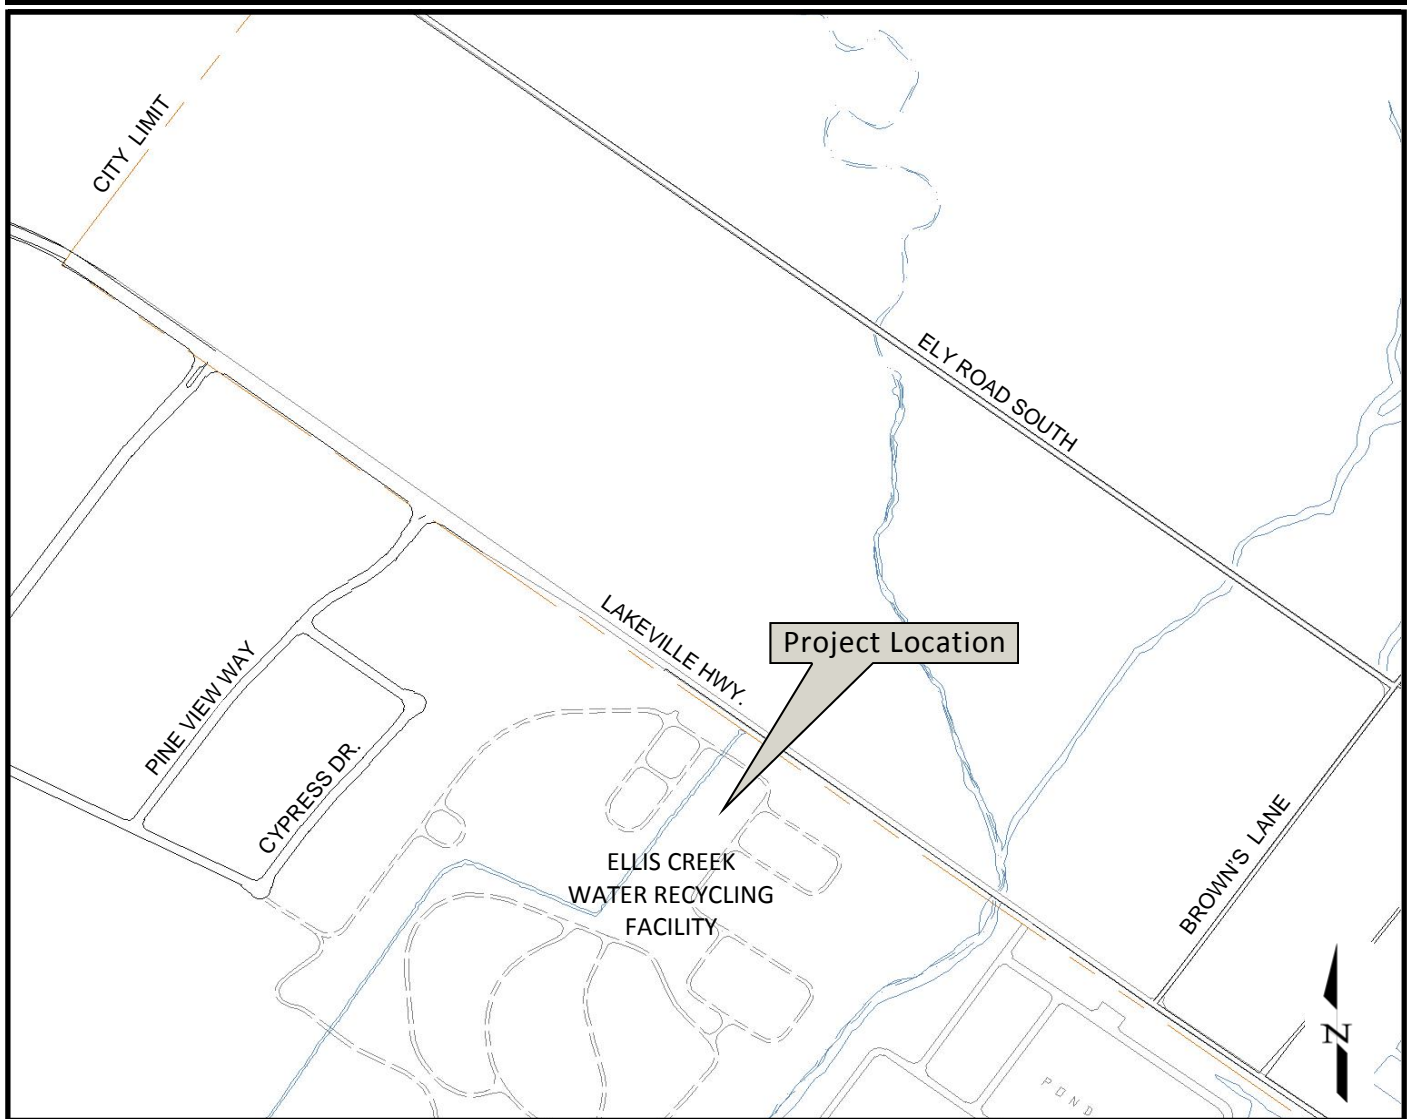 CITY LIMIT
ELY ROAD SOUTH
LAKEVILLE HWY.
Project Location
PINE VIEW WAY
CYPRESS DR.
ELLIS CREEK
WATER RECYCLING
FACILITY
BROWN'S LANE
N
POND